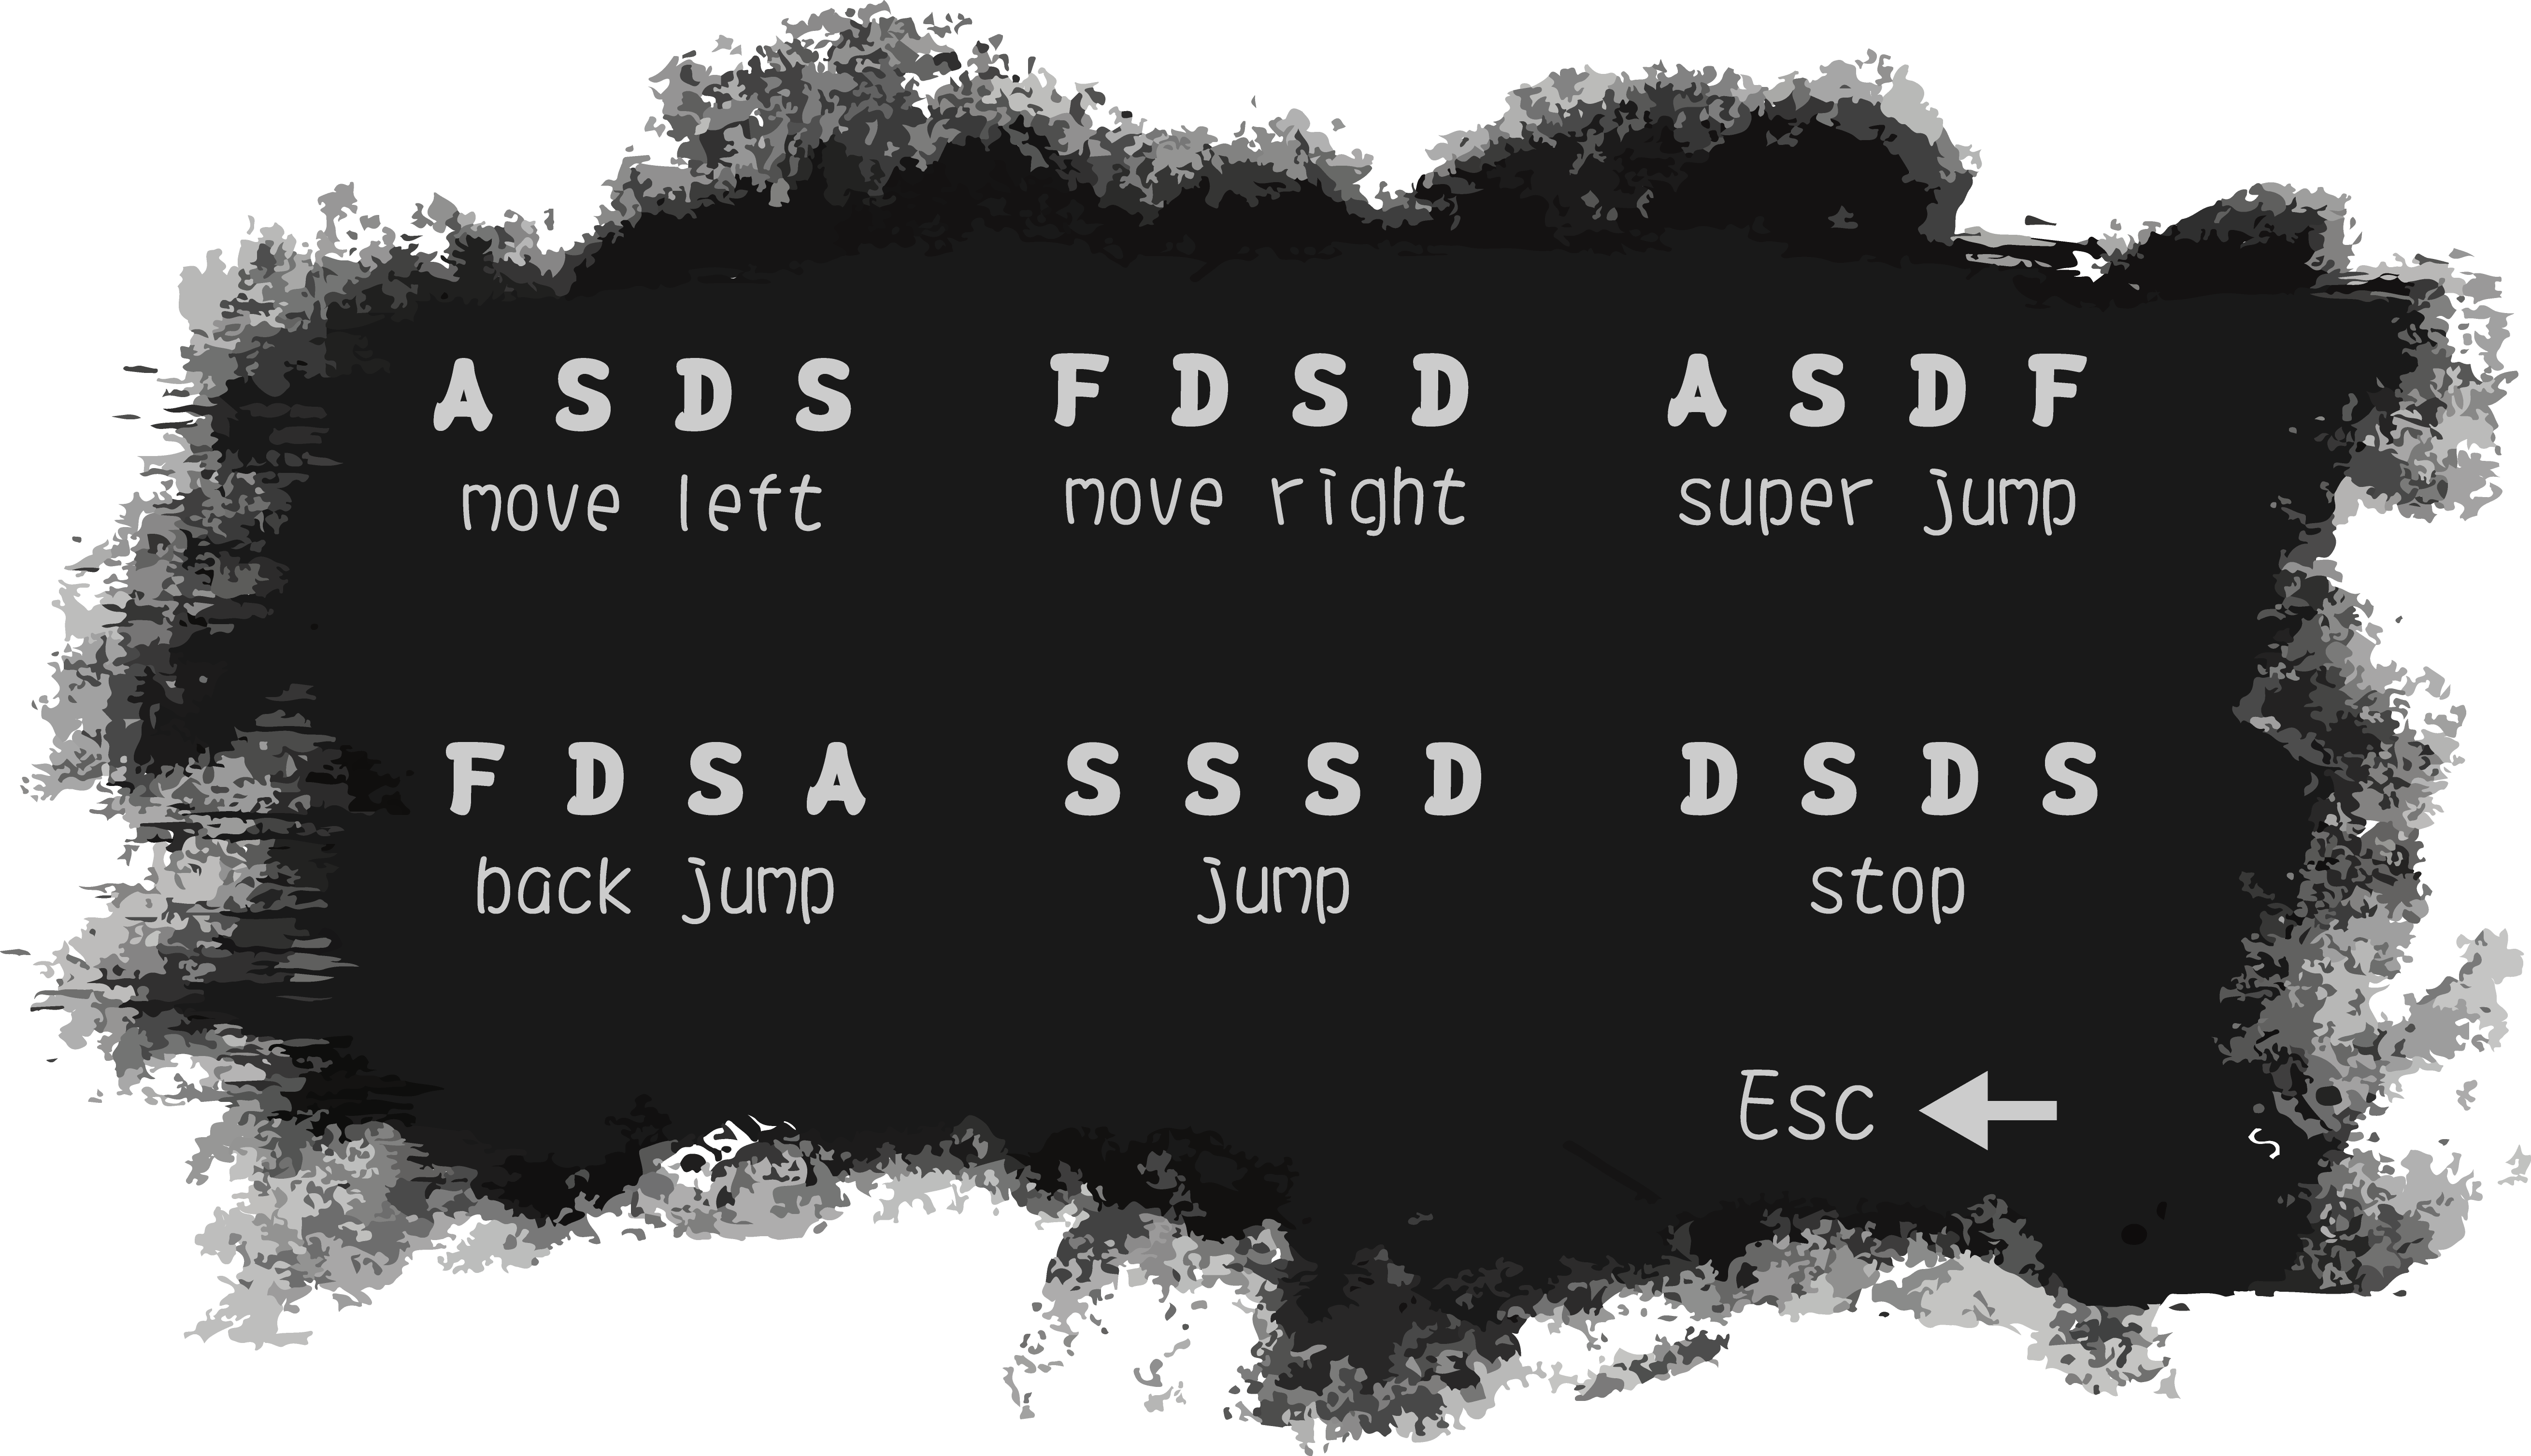 A S D S
move left
F D S D
move right
A S D F
super jump
F D S A
back jump
S S S D
jump
D S D S
stop
Esc ←